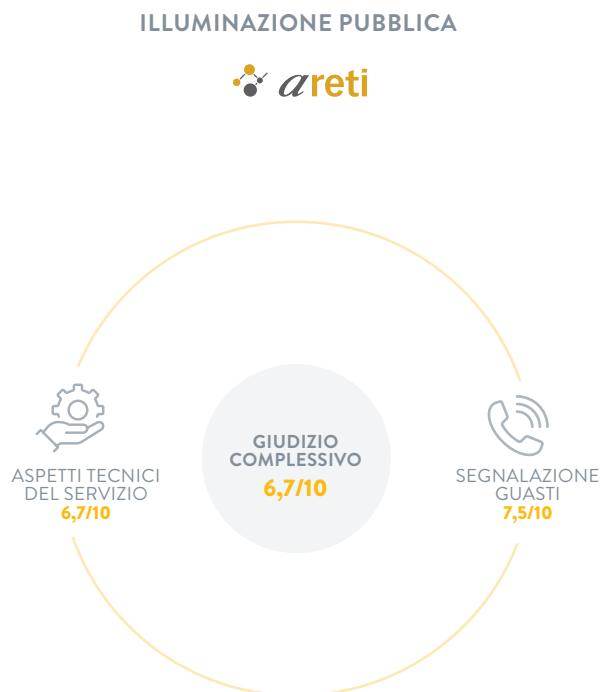 ILLUMINAZIONE PUBBLICA
areti
GIUDIZIO
COMPLESSIVO
6,7/10
ASPETTI TECNICI
DEL SERVIZIO
6,7/10
SEGNALAZIONE
GUASTI
7,5/10